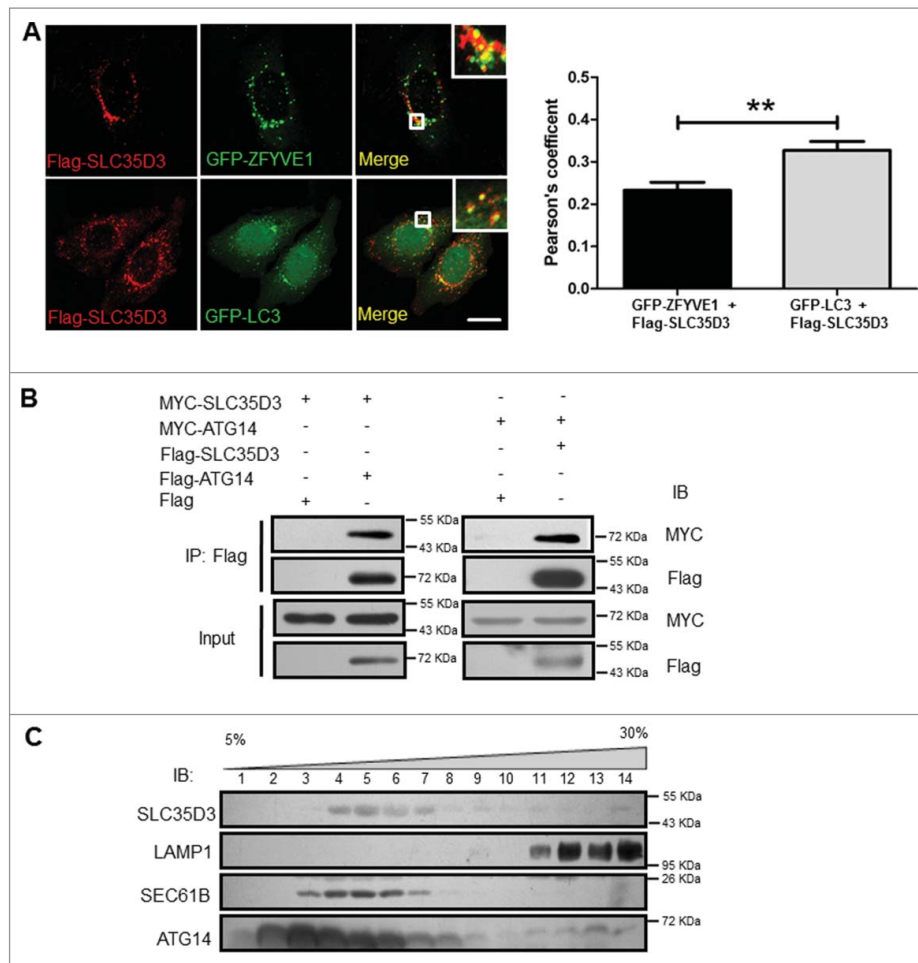 A
Flag-SLC35D3
GFP-ZFYVE1
Merge
Flag-SLC35D3
GFP-LC3
Merge
Pearson's coefficent
0.5
0.4
0.3
0.2
0.1
0.0
**
GFP-ZFYVE1 + Flag-SLC35D3
GFP-LC3 + Flag-SLC35D3
B
MYC-SLC35D3 + + - -
MYC-ATG14 - - + +
Flag-SLC35D3 - - - +
Flag-ATG14 - + - -
Flag + - + -
IB
IP: Flag
55 KDa
43 KDa
72 KDa
MYC
72 KDa
55 KDa
43 KDa
Flag
Input
55 KDa
43 KDa
72 KDa
MYC
72 KDa
55 KDa
43 KDa
Flag
C
5% 30%
IB: 1 2 3 4 5 6 7 8 9 10 11 12 13 14
SLC35D3
55 KDa
43 KDa
LAMP1
95 KDa
SEC61B
26 KDa
ATG14
72 KDa